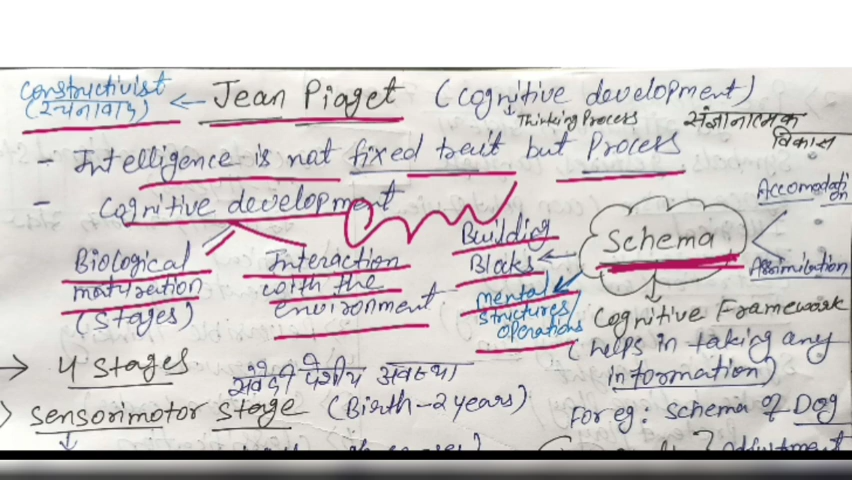 Constructivist
(रचनावाद) ← Jean Piaget (Cognitive development)
Thinking Process
संज्ञानात्मक
विकास
- Intelligence is not fixed trait but Process
- Cognitive development
Biological
maturation
(Stages)
Interaction
with the
environment
Building
Bloks
mental
structures/
operations
Schema
Accomodation
Assimilation
Cognitive Framework
(helps in taking any
information)
For eg: Schema of Dog
→ 4 Stages
अवस्था
Sensorimotor Stage (Birth-2 years)